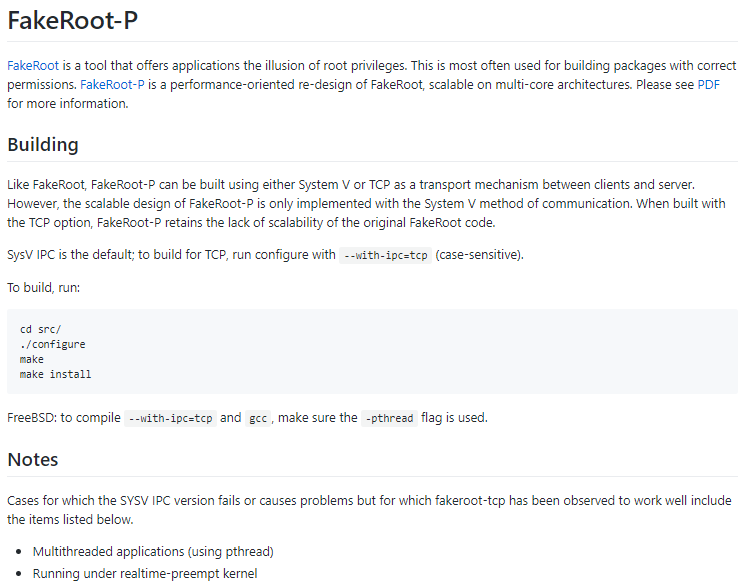 FakeRoot-P
FakeRoot is a tool that offers applications the illusion of root privileges. This is most often used for building packages with correct
permissions. FakeRoot-P is a performance-oriented re-design of FakeRoot, scalable on multi-core architectures. Please see PDF
for more information.
Building
Like FakeRoot, FakeRoot-P can be built using either System V or TCP as a transport mechanism between clients and server.
However, the scalable design of FakeRoot-P is only implemented with the System V method of communication. When built with
the TCP option, FakeRoot-P retains the lack of scalability of the original FakeRoot code.
SysV IPC is the default; to build for TCP, run configure with --with-ipc=tcp (case-sensitive).
To build, run:
cd src/
./configure
make
make install
FreeBSD: to compile --with-ipc=tcp and gcc, make sure the -pthread flag is used.
Notes
Cases for which the SYSV IPC version fails or causes problems but for which fakeroot-tcp has been observed to work well include
the items listed below.
• Multithreaded applications (using pthread)
• Running under realtime-preempt kernel